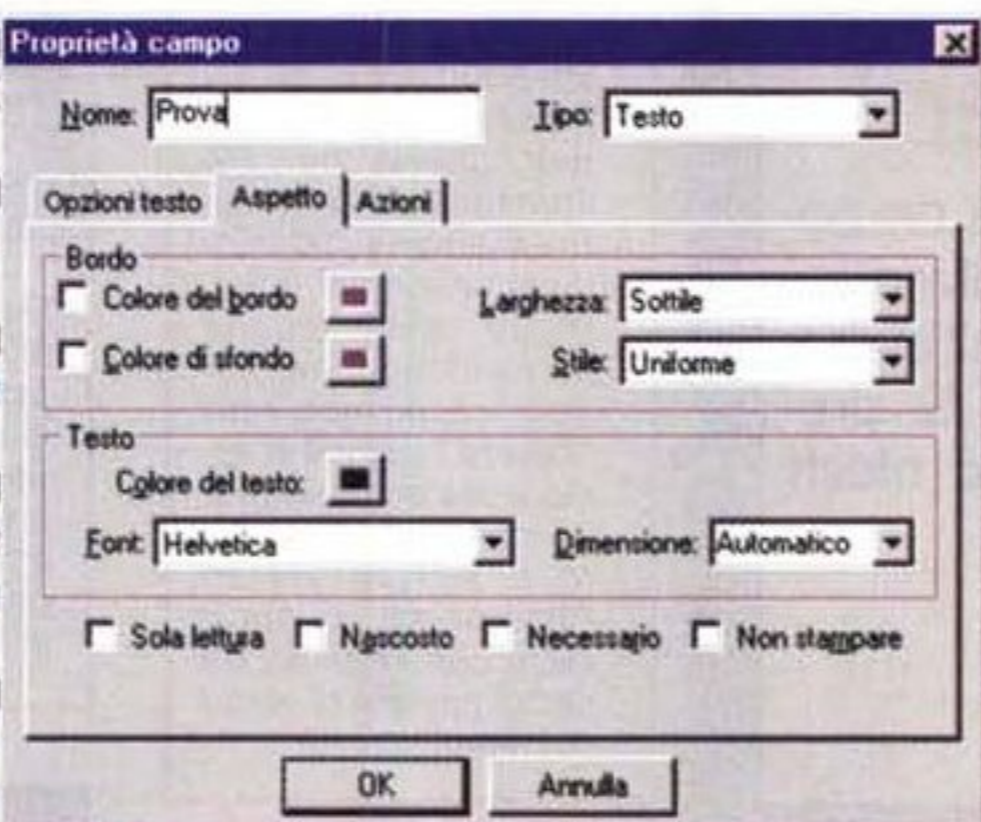 Proprietà campo
Nome: Prova Tipo: Testo
Opzioni testo Aspetto Azioni
Bordo
Colore del bordo Larghezza: Sottile
Colore di sfondo Stile: Uniforme
Testo
Colore del testo:
Font: Helvetica Dimensione: Automatico
Sola lettura Nascosto Necessario Non stampare
OK Annulla